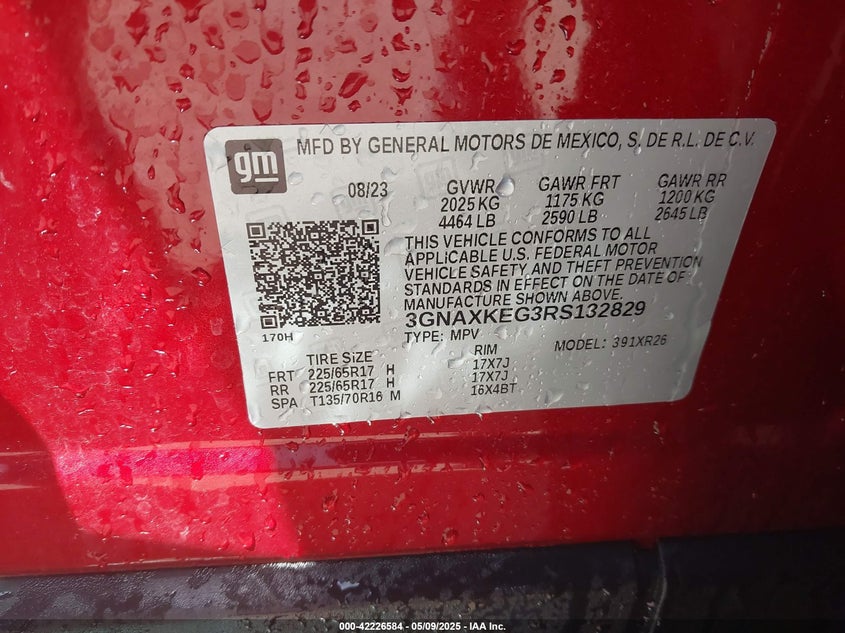 gm MFD BY GENERAL MOTORS DE MEXICO, S. DE R.L. DE C.V.
08/23 GVWR GAWR FRT GAWR RR
2025 KG 1175 KG 1200 KG
4464 LB 2590 LB 2645 LB
THIS VEHICLE CONFORMS TO ALL
APPLICABLE U.S. FEDERAL MOTOR
VEHICLE SAFETY AND THEFT PREVENTION
STANDARDS IN EFFECT ON THE DATE OF
MANUFACTURE SHOWN ABOVE.
170H 3GNAXKEG3RS132829
TYPE: MPV MODEL: 391XR26
TIRE SIZE RIM
FRT 225/65R17 H 17X7J
RR 225/65R17 H 17X7J
SPA T135/70R16 M 16X4BT
000-42226584 - 05/09/2025 - IAA Inc.